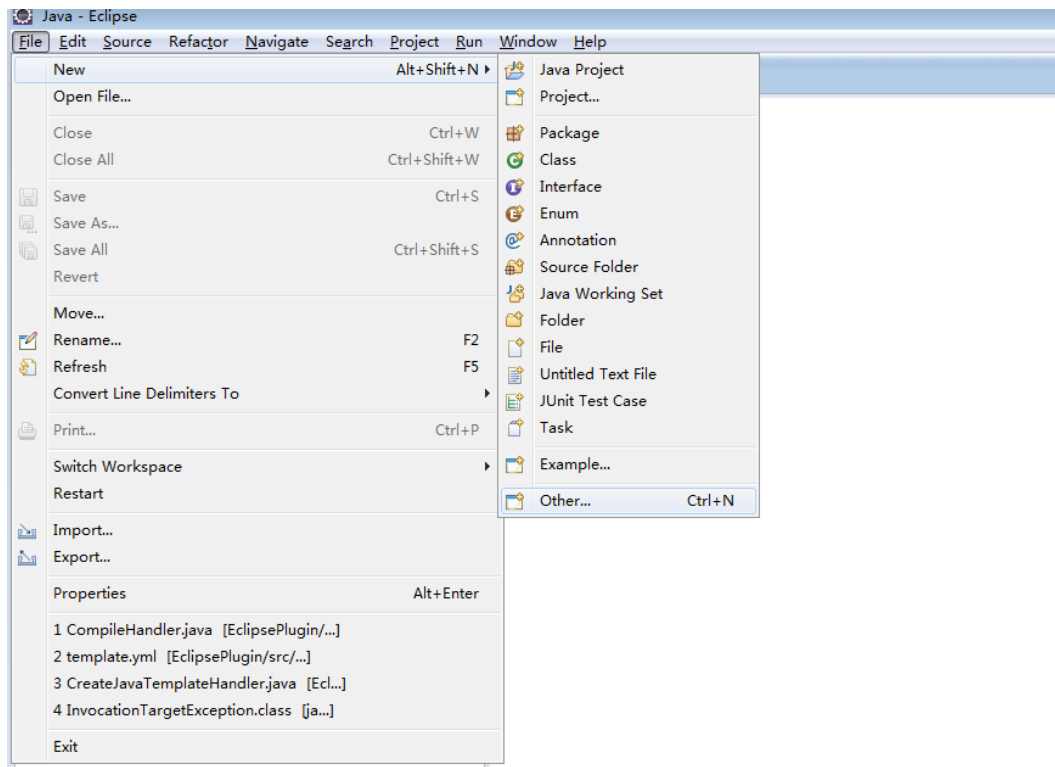 Java - Eclipse
File Edit Source Refactor Navigate Search Project Run Window Help
New Alt+Shift+N
Open File...
Close Ctrl+W
Close All Ctrl+Shift+W
Save Ctrl+S
Save As...
Save All Ctrl+Shift+S
Revert
Move...
Rename... F2
Refresh F5
Convert Line Delimiters To
Print... Ctrl+P
Switch Workspace
Restart
Import...
Export...
Properties Alt+Enter
1 CompileHandler.java [EclipsePlugin/...]
2 template.yml [EclipsePlugin/src/...]
3 CreateJavaTemplateHandler.java [Ecl...]
4 InvocationTargetException.class [ja...]
Exit
Java Project
Project...
Package
Class
Interface
Enum
Annotation
Source Folder
Java Working Set
Folder
File
Untitled Text File
JUnit Test Case
Task
Example...
Other... Ctrl+N